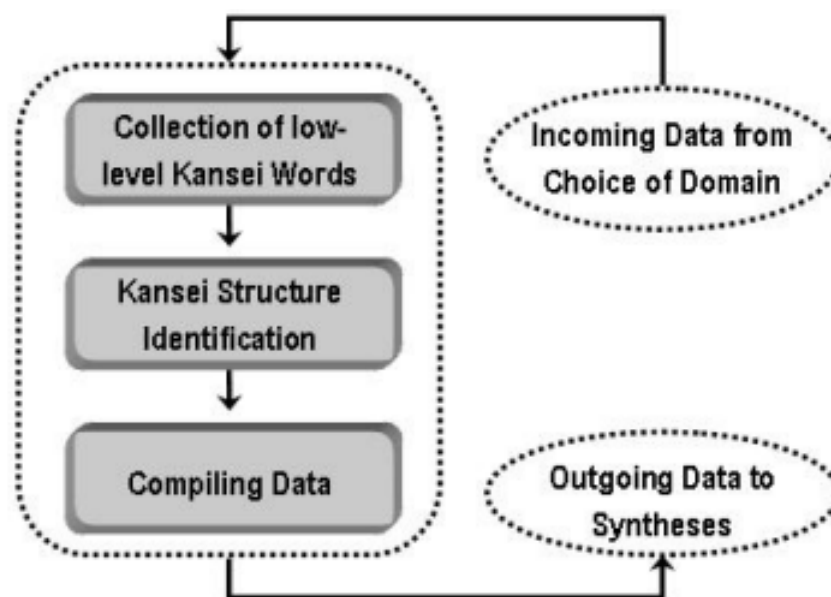 Collection of low-
level Kansei Words
Incoming Data from
Choice of Domain
Kansei Structure
Identification
Compiling Data
Outgoing Data to
Syntheses